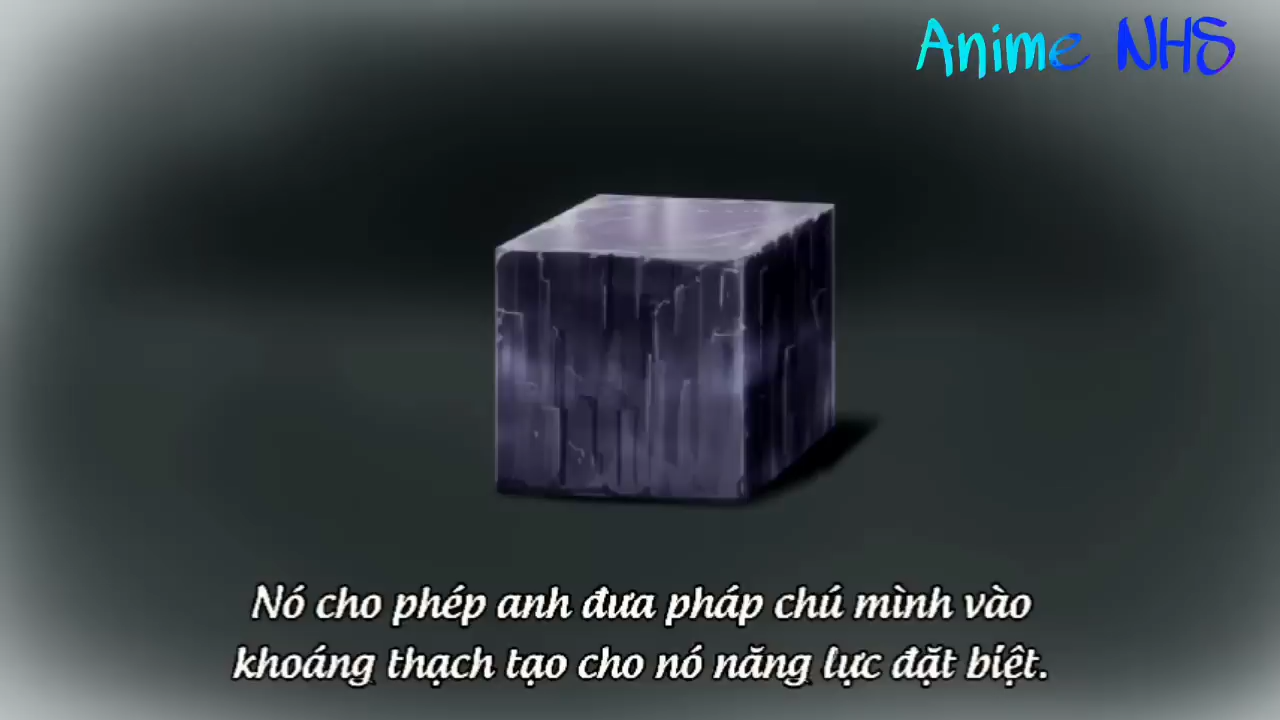 Anime NHS
Nó cho phép anh đưa pháp chú mình vào
khoáng thạch tạo cho nó năng lực đặt biệt.